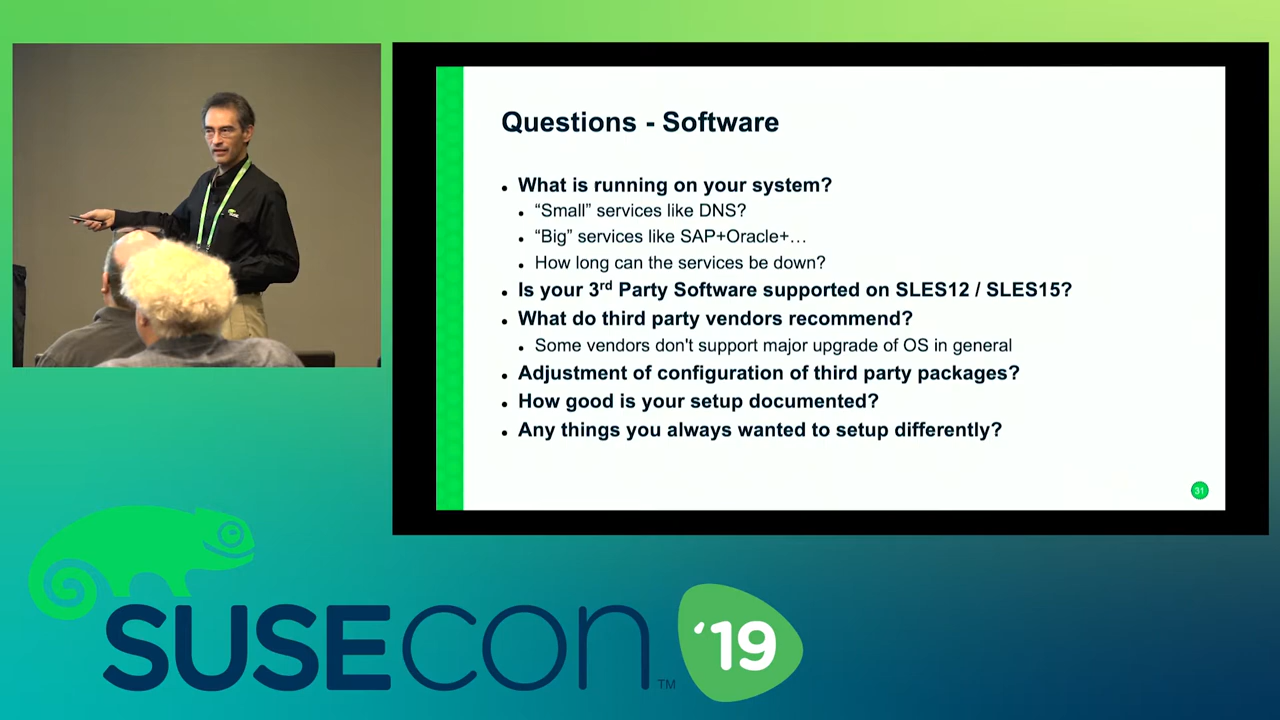 Questions - Software
• What is running on your system?
• “Small” services like DNS?
• “Big” services like SAP+Oracle+…
• How long can the services be down?
• Is your 3rd Party Software supported on SLES12 / SLES15?
• What do third party vendors recommend?
• Some vendors don't support major upgrade of OS in general
• Adjustment of configuration of third party packages?
• How good is your setup documented?
• Any things you always wanted to setup differently?
31
SUSECON ‘19
TM